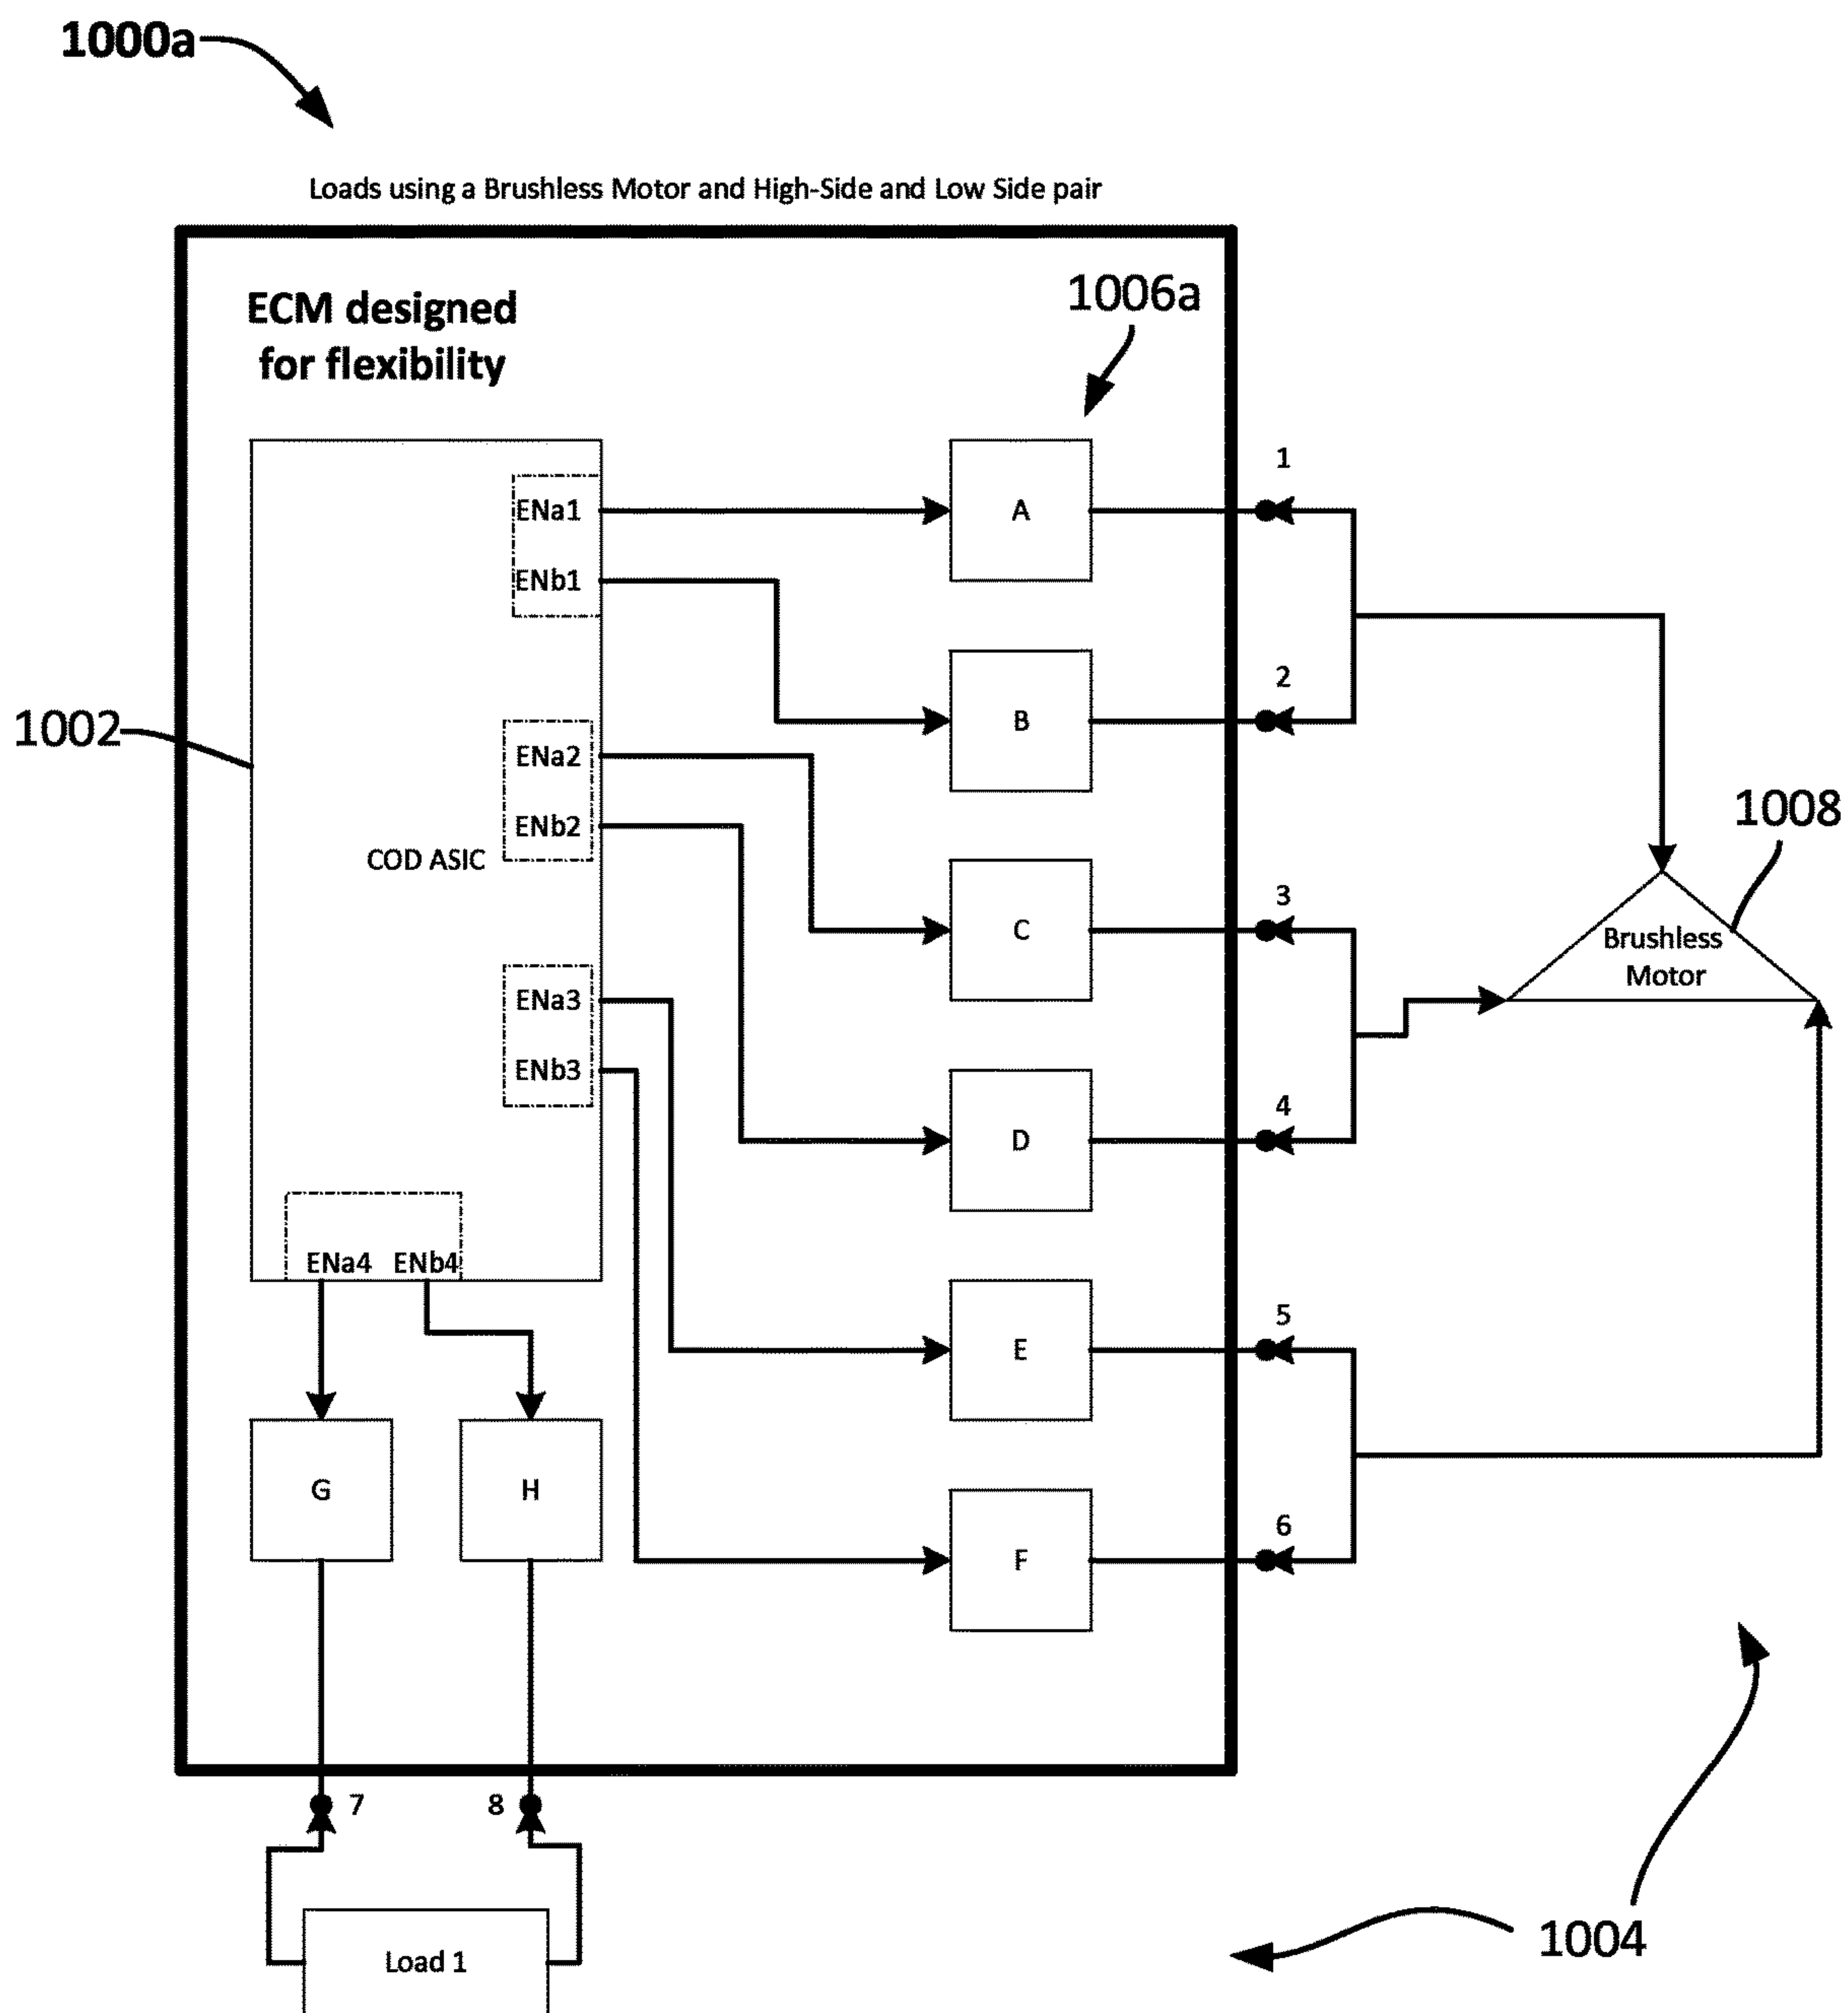 1000a
Loads using a Brushless Motor and High-Side and Low Side pair
ECM designed
for flexibility
1006a
ENa1
A
1
ENb1
B
2
1002
ENa2
ENb2
COD ASIC
C
3
1008
Brushless
Motor
ENa3
ENb3
D
4
ENa4 ENb4
E
5
G
H
F
6
7
8
Load 1
1004